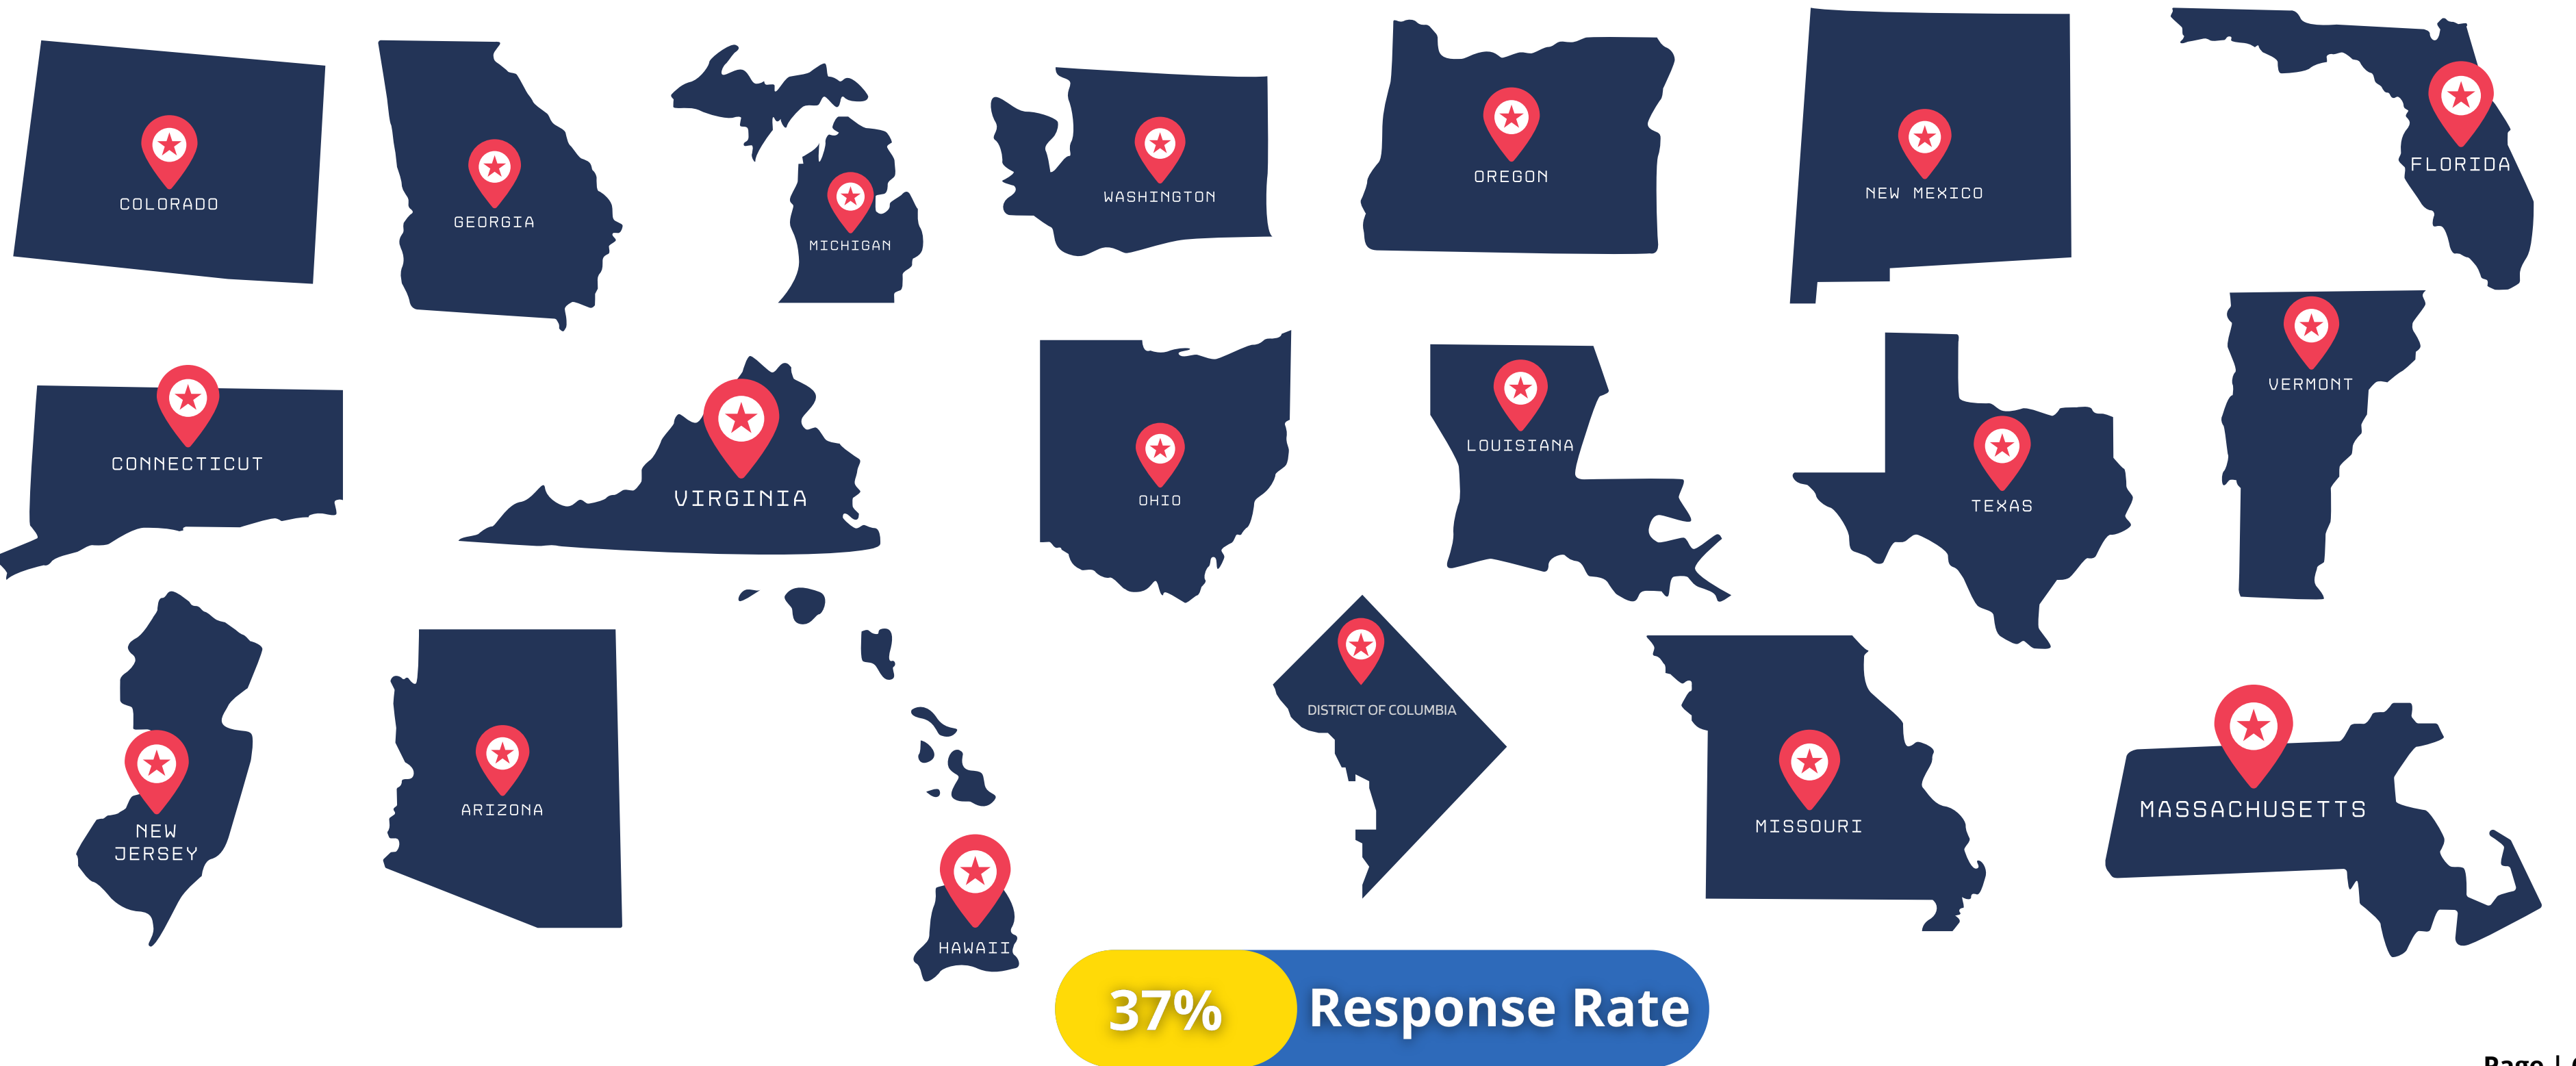 COLORADO
GEORGIA
MICHIGAN
WASHINGTON
OREGON
NEW MEXICO
FLORIDA
CONNECTICUT
VIRGINIA
OHIO
LOUISIANA
TEXAS
VERMONT
NEW
JERSEY
ARIZONA
HAWAII
DISTRICT OF COLUMBIA
MISSOURI
MASSACHUSETTS
37% Response Rate
Page |